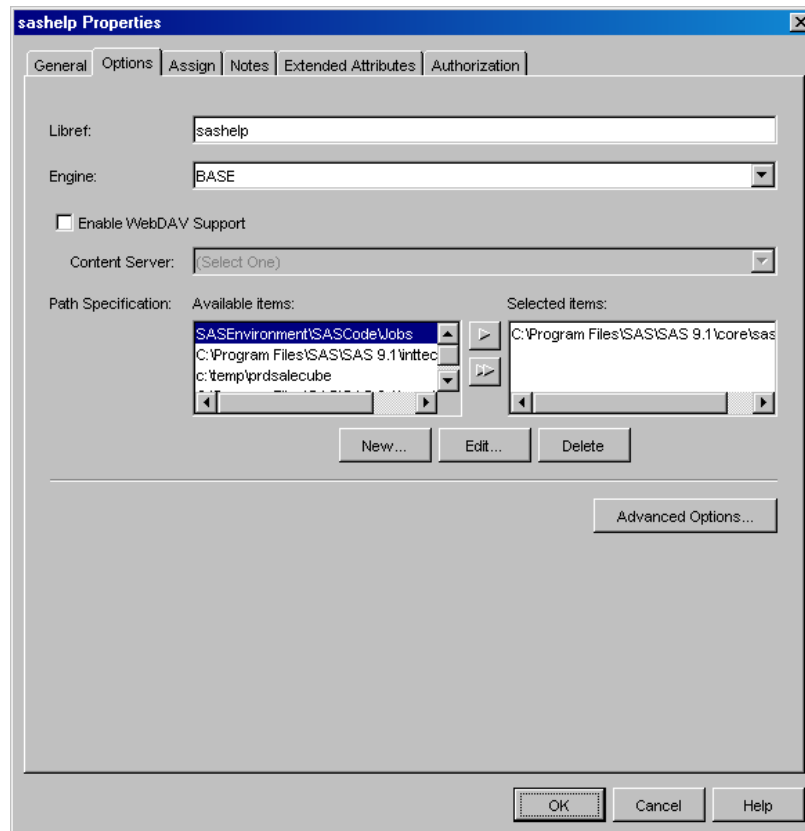 sashelp Properties
General Options Assign Notes Extended Attributes Authorization
Libref: sashelp
Engine: BASE
Enable WebDAV Support
Content Server: (Select One)
Path Specification: Available items: Selected items:
SASEnvironment\SASCode\Jobs
C:\Program Files\SAS\SAS 9.1\inttec
c:\temp\prdsalecube
C:\Program Files\SAS\SAS 9.1\core\sas
New... Edit... Delete
Advanced Options...
OK Cancel Help